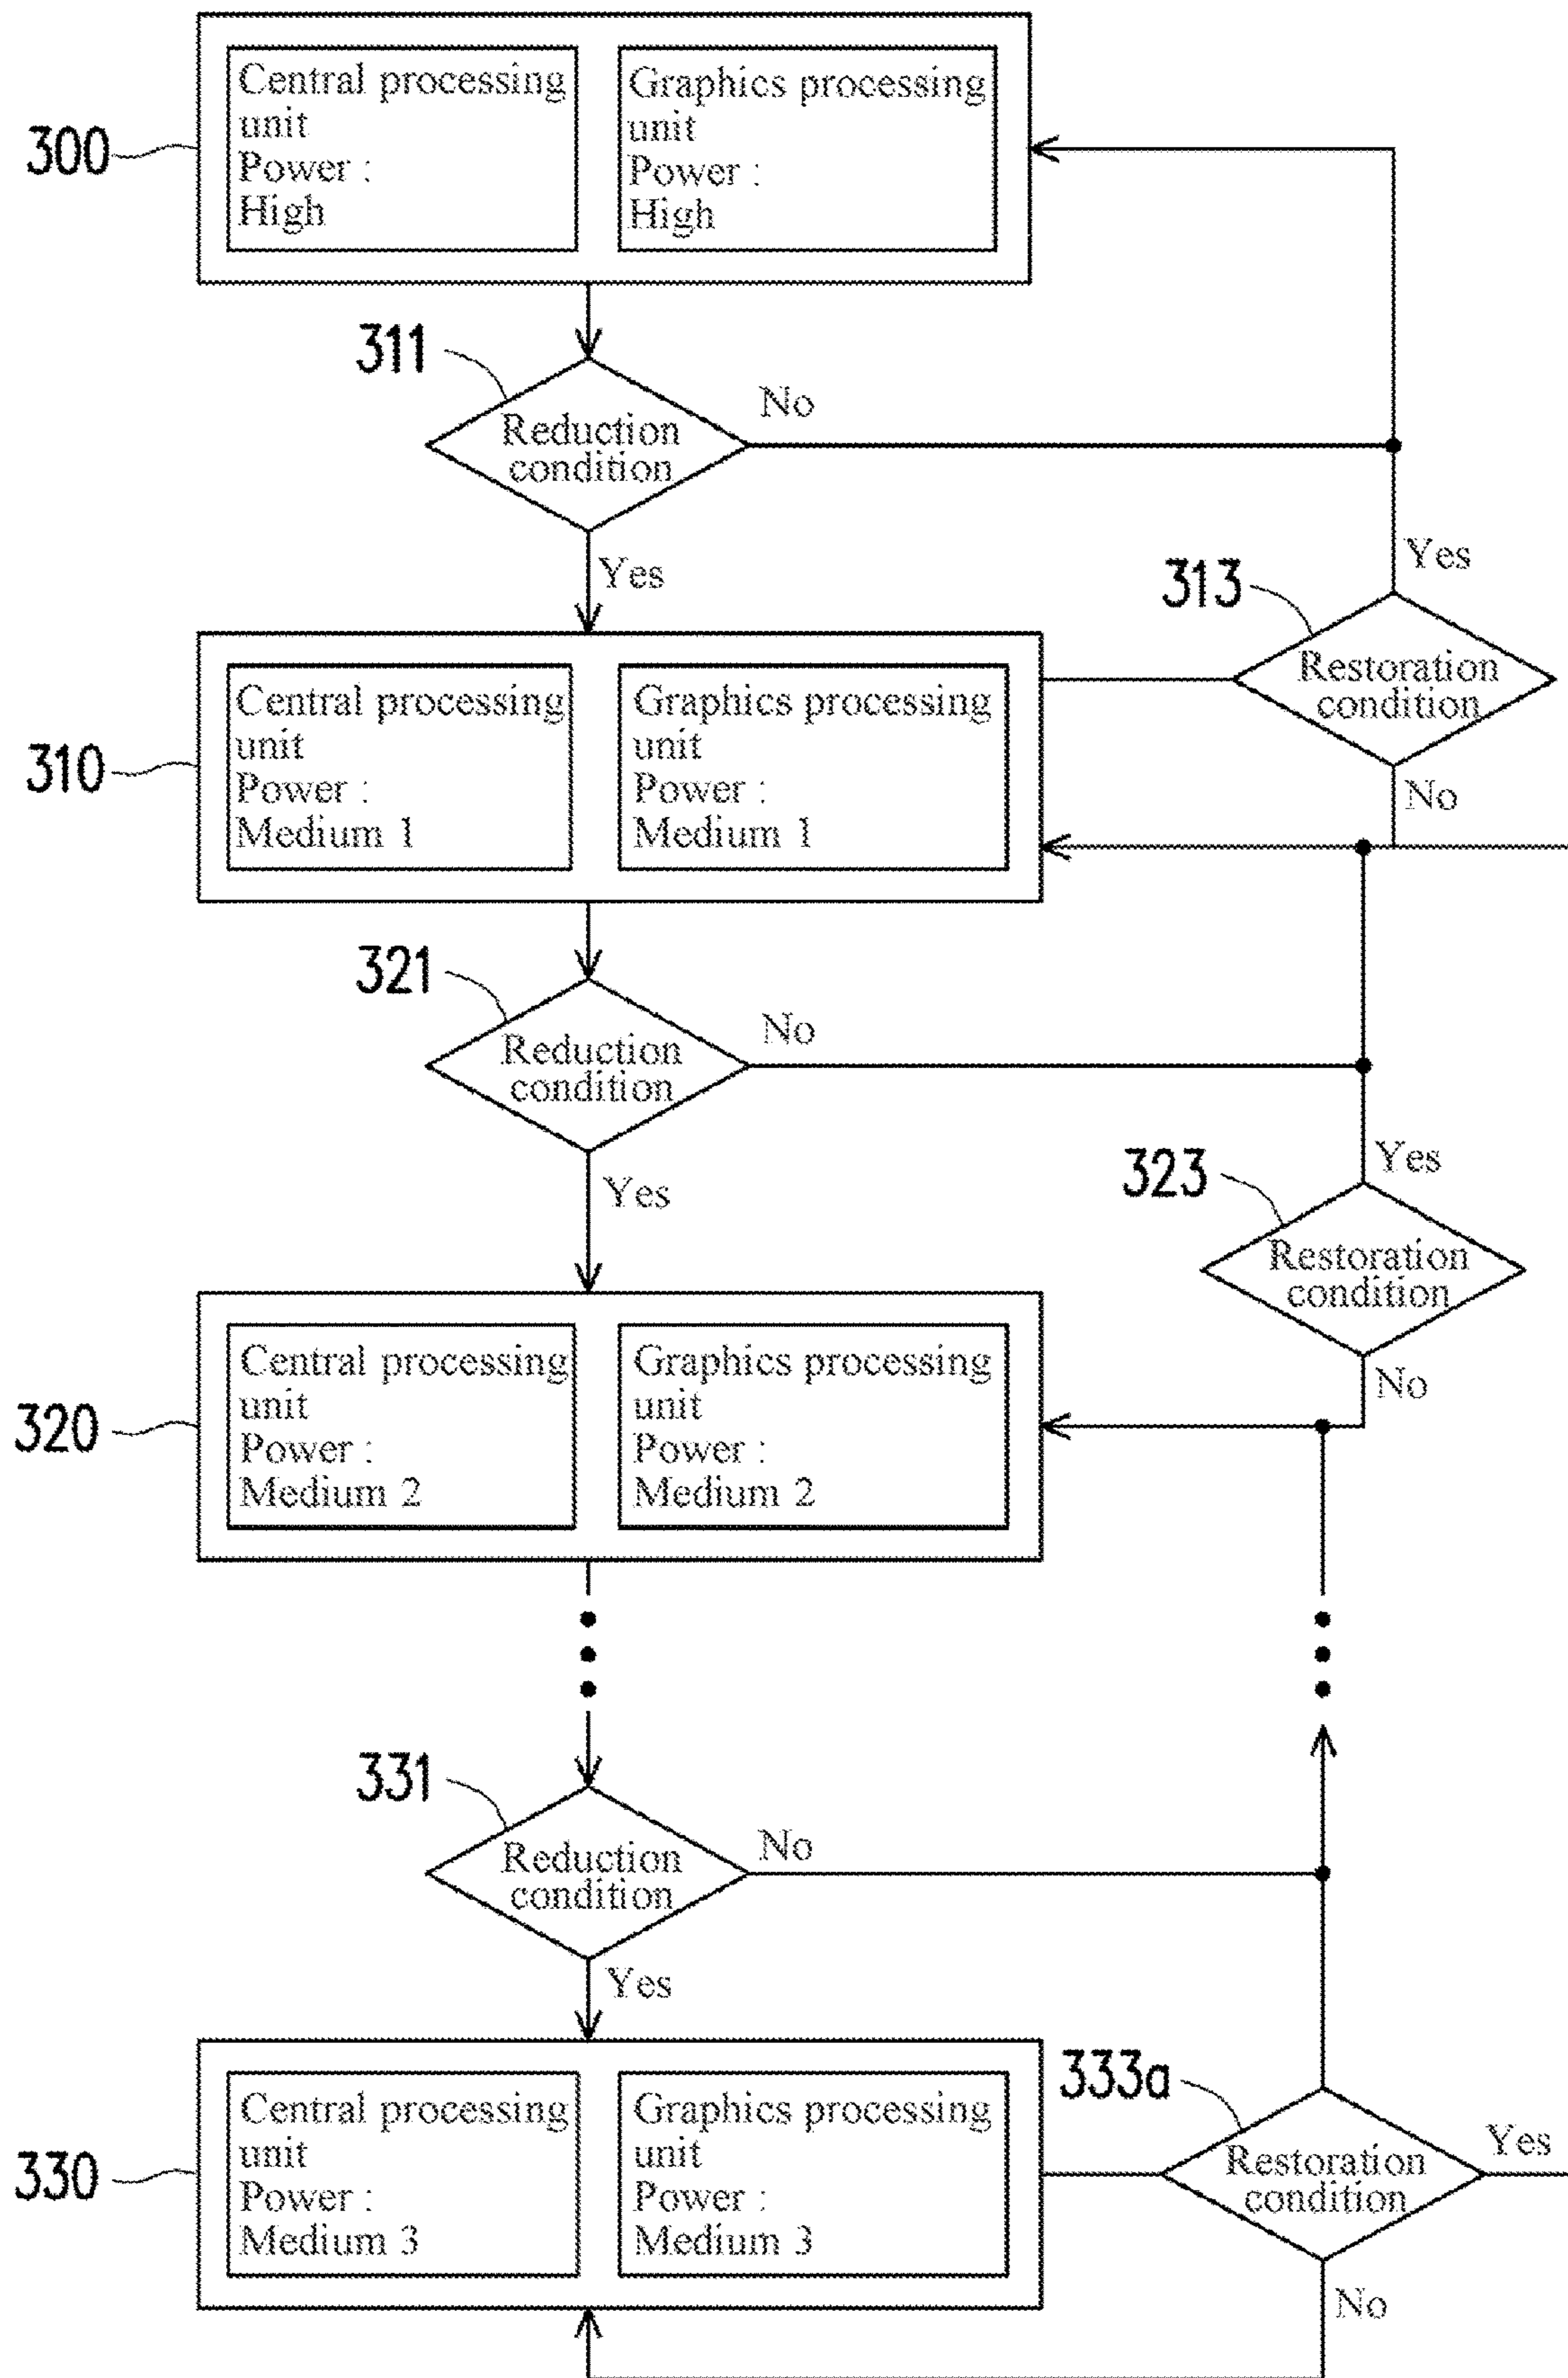 Central processing
unit
Power :
High
Graphics processing
unit
Power :
High
300
311
Reduction
condition
No
Yes
Yes
313
Restoration
condition
No
Central processing
unit
Power :
Medium 1
Graphics processing
unit
Power :
Medium 1
310
321
Reduction
condition
No
Yes
Yes
323
Restoration
condition
No
Central processing
unit
Power :
Medium 2
Graphics processing
unit
Power :
Medium 2
320
331
Reduction
condition
No
Yes
Central processing
unit
Power :
Medium 3
Graphics processing
unit
Power :
Medium 3
330
333a
Restoration
condition
Yes
No